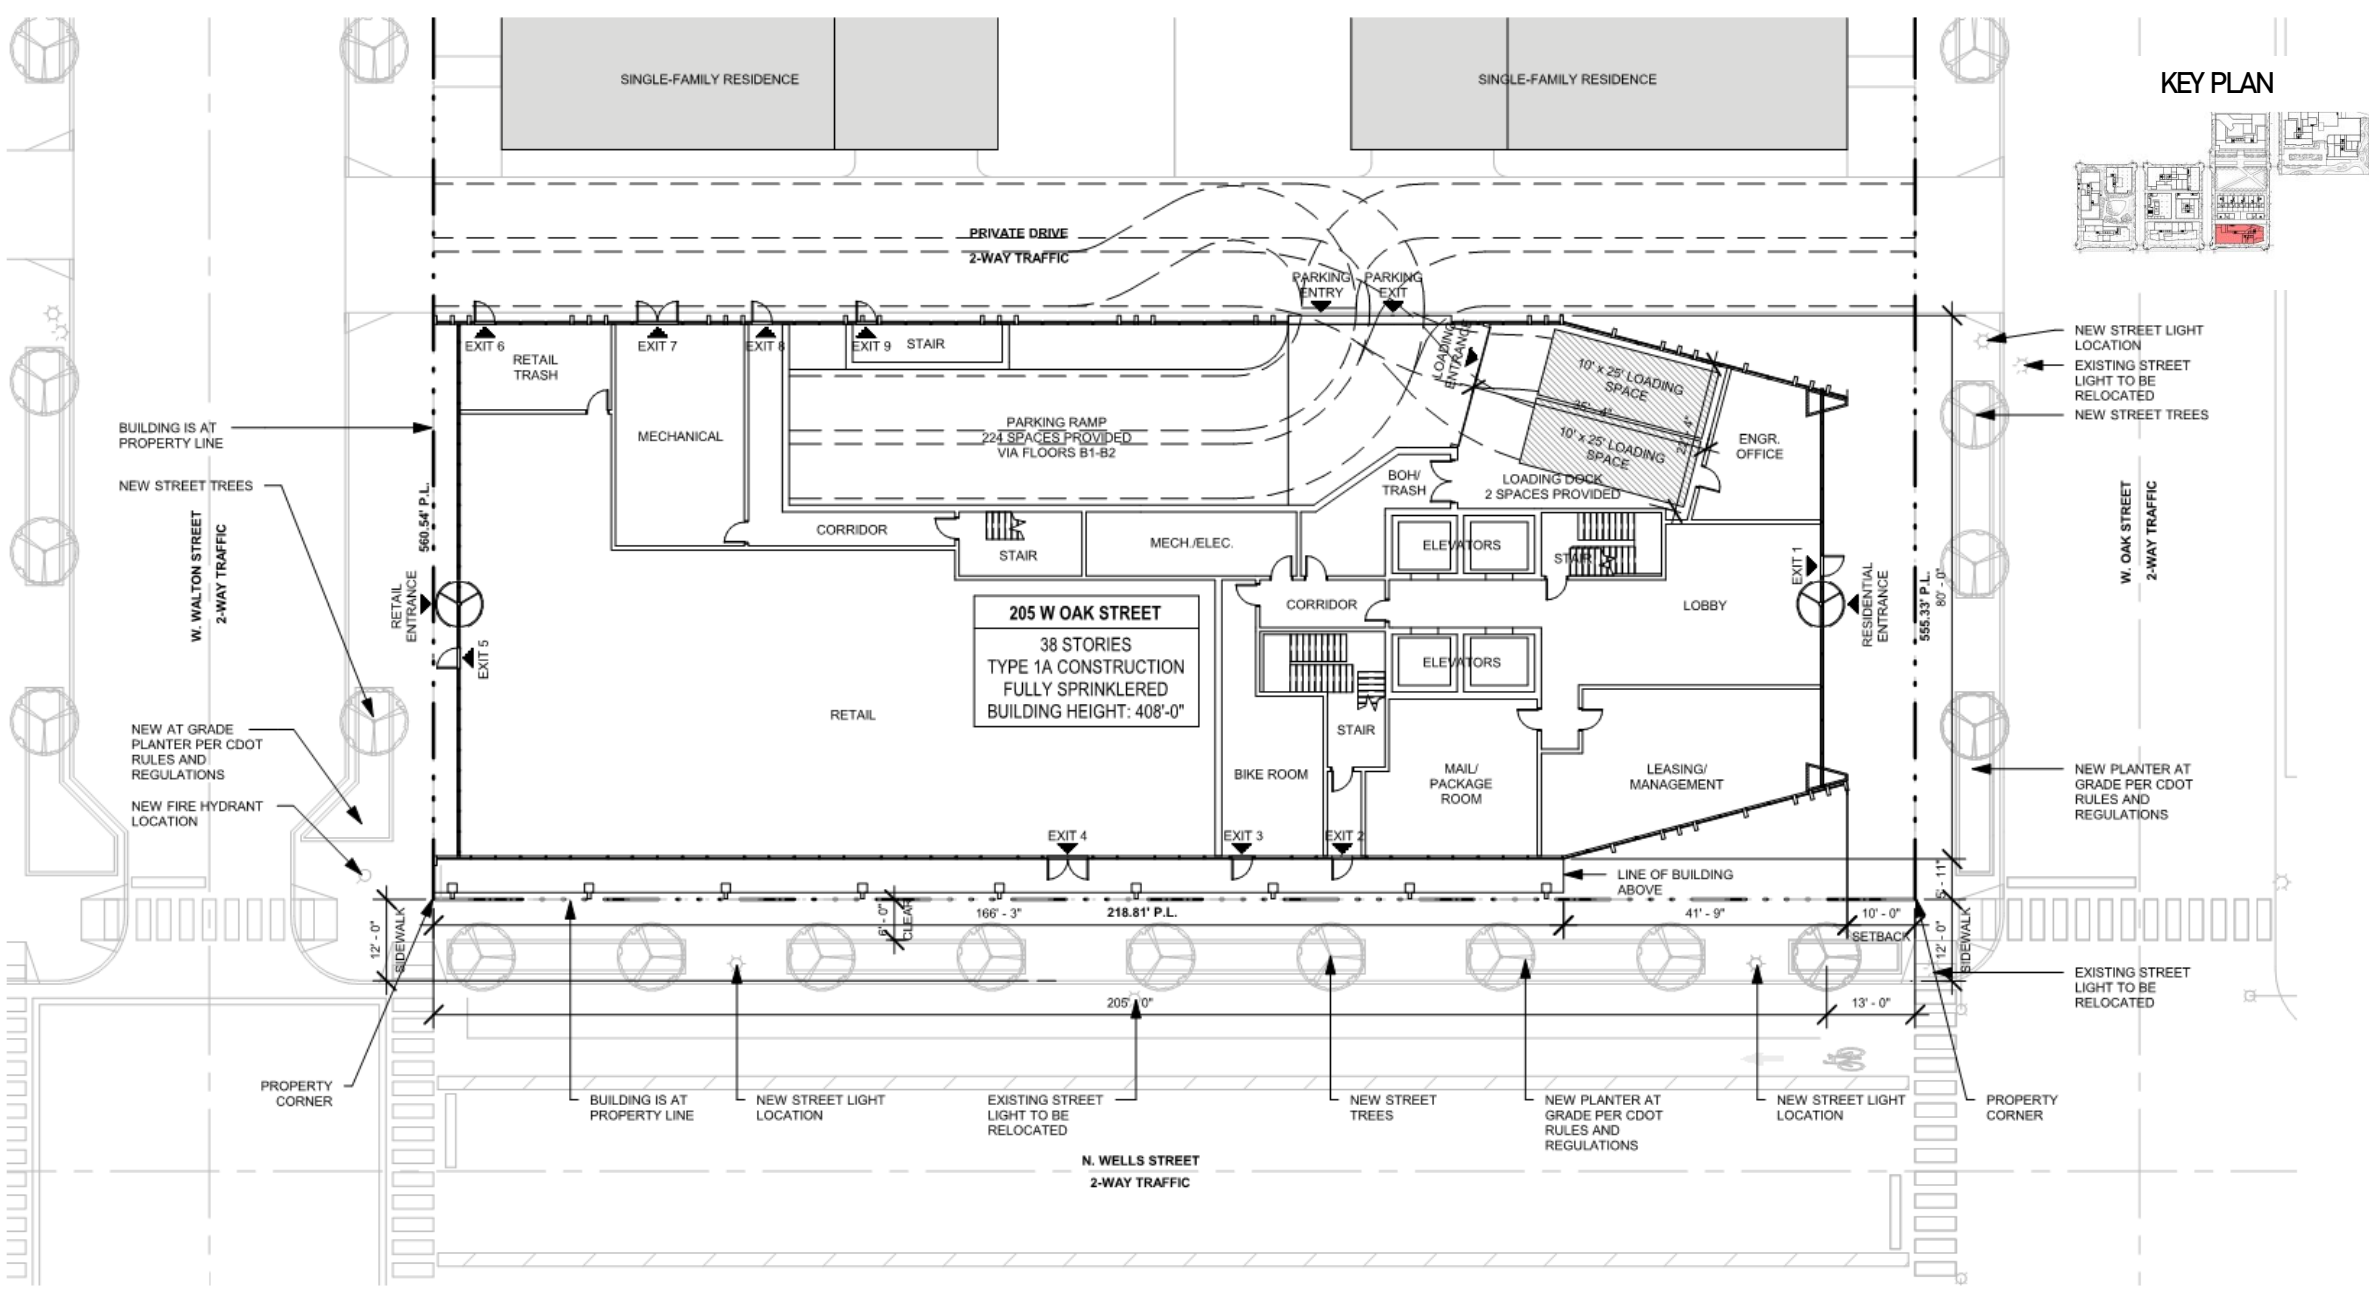 SINGLE-FAMILY RESIDENCE
SINGLE-FAMILY RESIDENCE
KEY PLAN
PRIVATE DRIVE
2-WAY TRAFFIC
PARKING
ENTRY
PARKING
EXIT
EXIT 6
EXIT 7
EXIT 8
EXIT 9
STAIR
RETAIL
TRASH
LOADING
ENTRANCE
10' x 25' LOADING
SPACE
35' - 4"
10' x 25' LOADING
SPACE
22' - 4"
NEW STREET LIGHT
LOCATION
EXISTING STREET
LIGHT TO BE
RELOCATED
NEW STREET TREES
BUILDING IS AT
PROPERTY LINE
MECHANICAL
PARKING RAMP
224 SPACES PROVIDED
VIA FLOORS B1-B2
ENGR.
OFFICE
BOH/
TRASH
LOADING DOCK
2 SPACES PROVIDED
NEW STREET TREES
W. WALTON STREET
2-WAY TRAFFIC
560.54' P.L.
CORRIDOR
STAIR
MECH./ELEC.
ELEVATORS
STAIR
EXIT 1
W. OAK STREET
2-WAY TRAFFIC
RETAIL
ENTRANCE
EXIT 5
205 W OAK STREET
38 STORIES
TYPE 1A CONSTRUCTION
FULLY SPRINKLERED
BUILDING HEIGHT: 408'-0"
CORRIDOR
LOBBY
RESIDENTIAL
ENTRANCE
555.33' P.L.
80' - 0"
ELEVATORS
RETAIL
STAIR
NEW AT GRADE
PLANTER PER CDOT
RULES AND
REGULATIONS
BIKE ROOM
MAIL/
PACKAGE
ROOM
LEASING/
MANAGEMENT
NEW PLANTER AT
GRADE PER CDOT
RULES AND
REGULATIONS
NEW FIRE HYDRANT
LOCATION
EXIT 4
EXIT 3
EXIT 2
LINE OF BUILDING
ABOVE
5' - 11"
12' - 0"
SIDEWALK
6' - 0"
CLEAR
166' - 3"
218.81' P.L.
41' - 9"
10' - 0"
SETBACK
12' - 0"
SIDEWALK
EXISTING STREET
LIGHT TO BE
RELOCATED
205' - 0"
13' - 0"
PROPERTY
CORNER
BUILDING IS AT
PROPERTY LINE
NEW STREET LIGHT
LOCATION
EXISTING STREET
LIGHT TO BE
RELOCATED
NEW STREET
TREES
NEW PLANTER AT
GRADE PER CDOT
RULES AND
REGULATIONS
NEW STREET LIGHT
LOCATION
PROPERTY
CORNER
N. WELLS STREET
2-WAY TRAFFIC